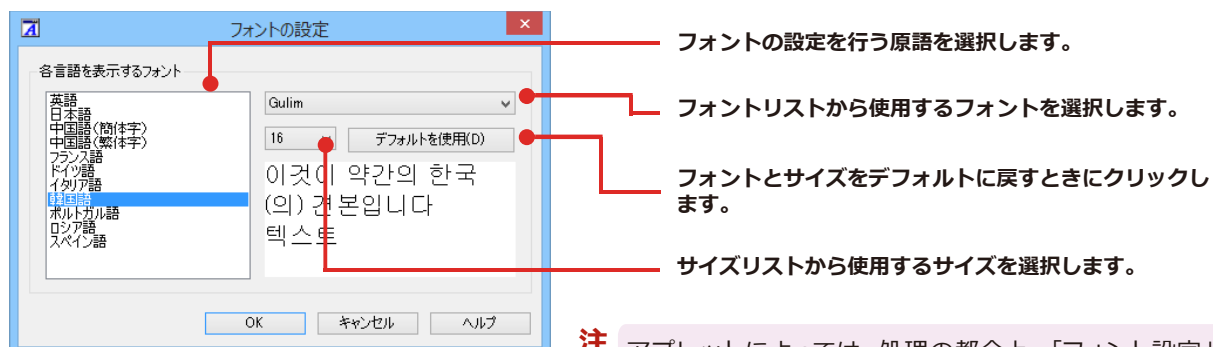 フォントの設定
各言語を表示するフォント
英語
日本語
中国語(簡体字)
中国語(繁体字)
フランス語
ドイツ語
イタリア語
韓国語
ポルトガル語
ロシア語
スペイン語
Gulim
16
デフォルトを使用(D)
이것이 약간의 한국
(의) 견본입니다
텍스트
OK
キャンセル
ヘルプ
フォントの設定を行う原語を選択します。
フォントリストから使用するフォントを選択します。
フォントとサイズをデフォルトに戻すときにクリックし
ます。
サイズリストから使用するサイズを選択します。
注